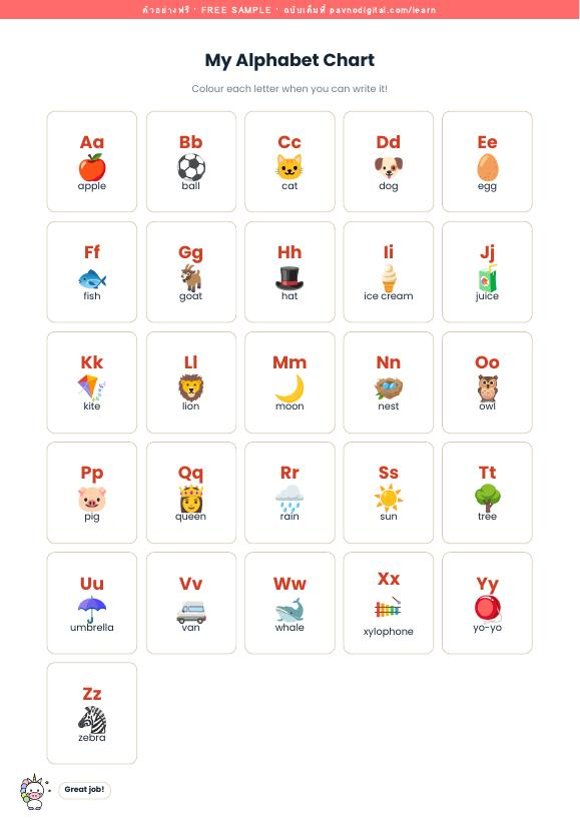 ตัวอย่างฟรี · FREE SAMPLE · ฉบับเต็มที่ pavnodigital.com/learn
My Alphabet Chart
Colour each letter when you can write it!
Aa Bb Cc Dd Ee
apple ball cat dog egg
Ff Gg Hh Ii Jj
fish goat hat ice cream juice
Kk Ll Mm Nn Oo
kite lion moon nest owl
Pp Qq Rr Ss Tt
pig queen rain sun tree
Uu Vv Ww Xx Yy
umbrella van whale xylophone yo-yo
Zz
zebra
Great job!